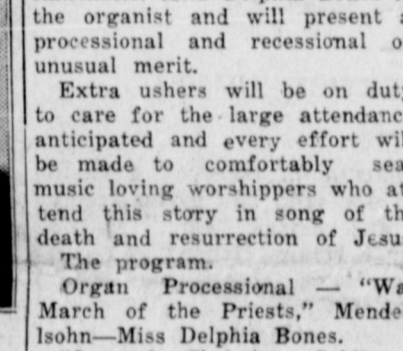 the organist and will present
processional and recessional o
unusual merit.
Extra ushers will be on dut
to care for the large attendanc
anticipated and every effort wil
be made to comfortably sea
music loving worshippers who at
tend this story in song of th
death and resurrection of Jesu
The program.
Organ Processional — "Wa
March of the Priests," Mende
lsohn—Miss Delphia Bones.